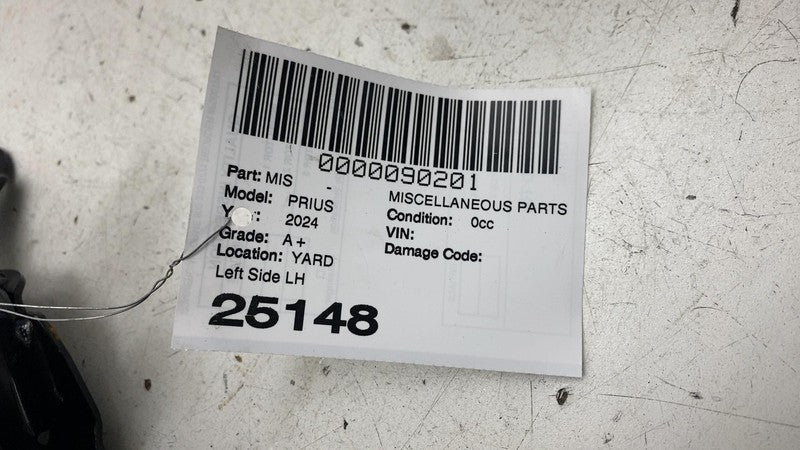 0000090201
Part: MIS - MISCELLANEOUS PARTS
Model: PRIUS Condition: 0cc
2024 VIN:
Grade: A+ Damage Code:
Location: YARD
Left Side LH
25148